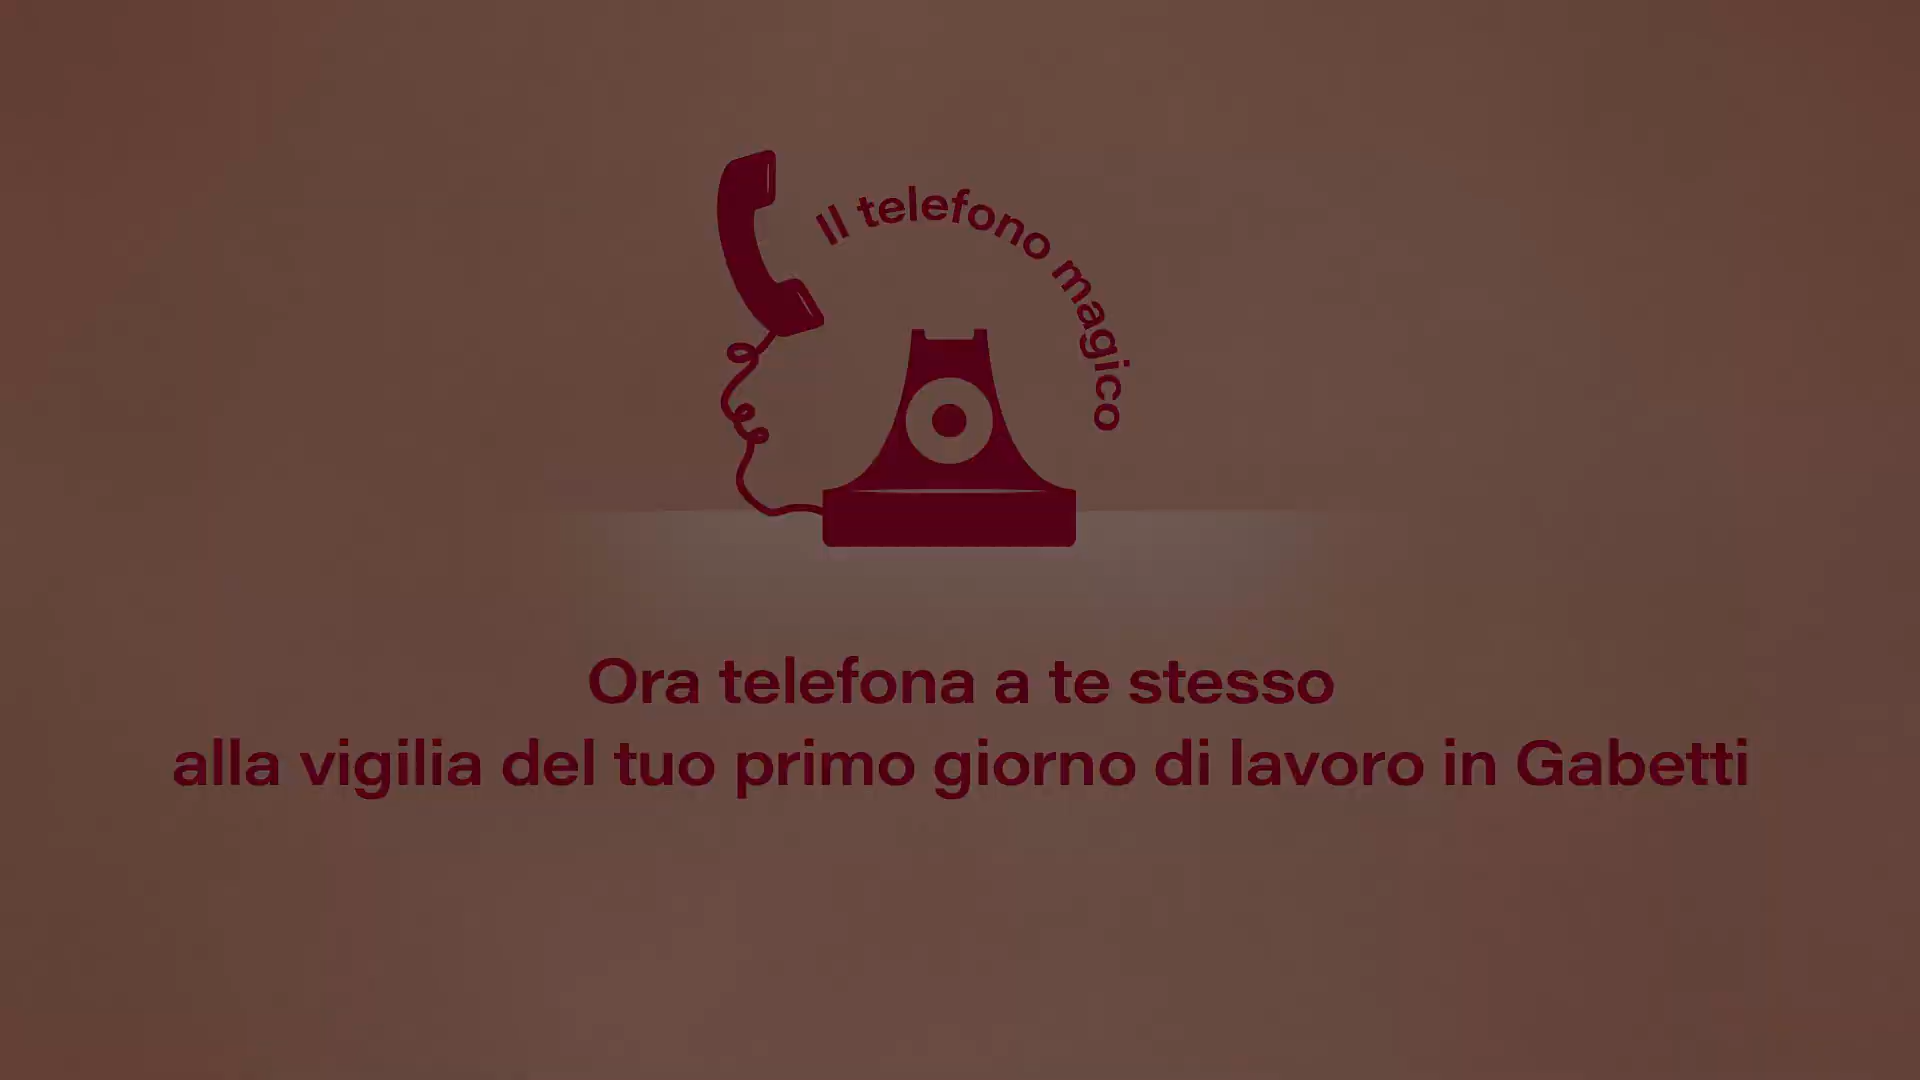 Il telefono magico
Ora telefona a te stesso
alla vigilia del tuo primo giorno di lavoro in Gabetti